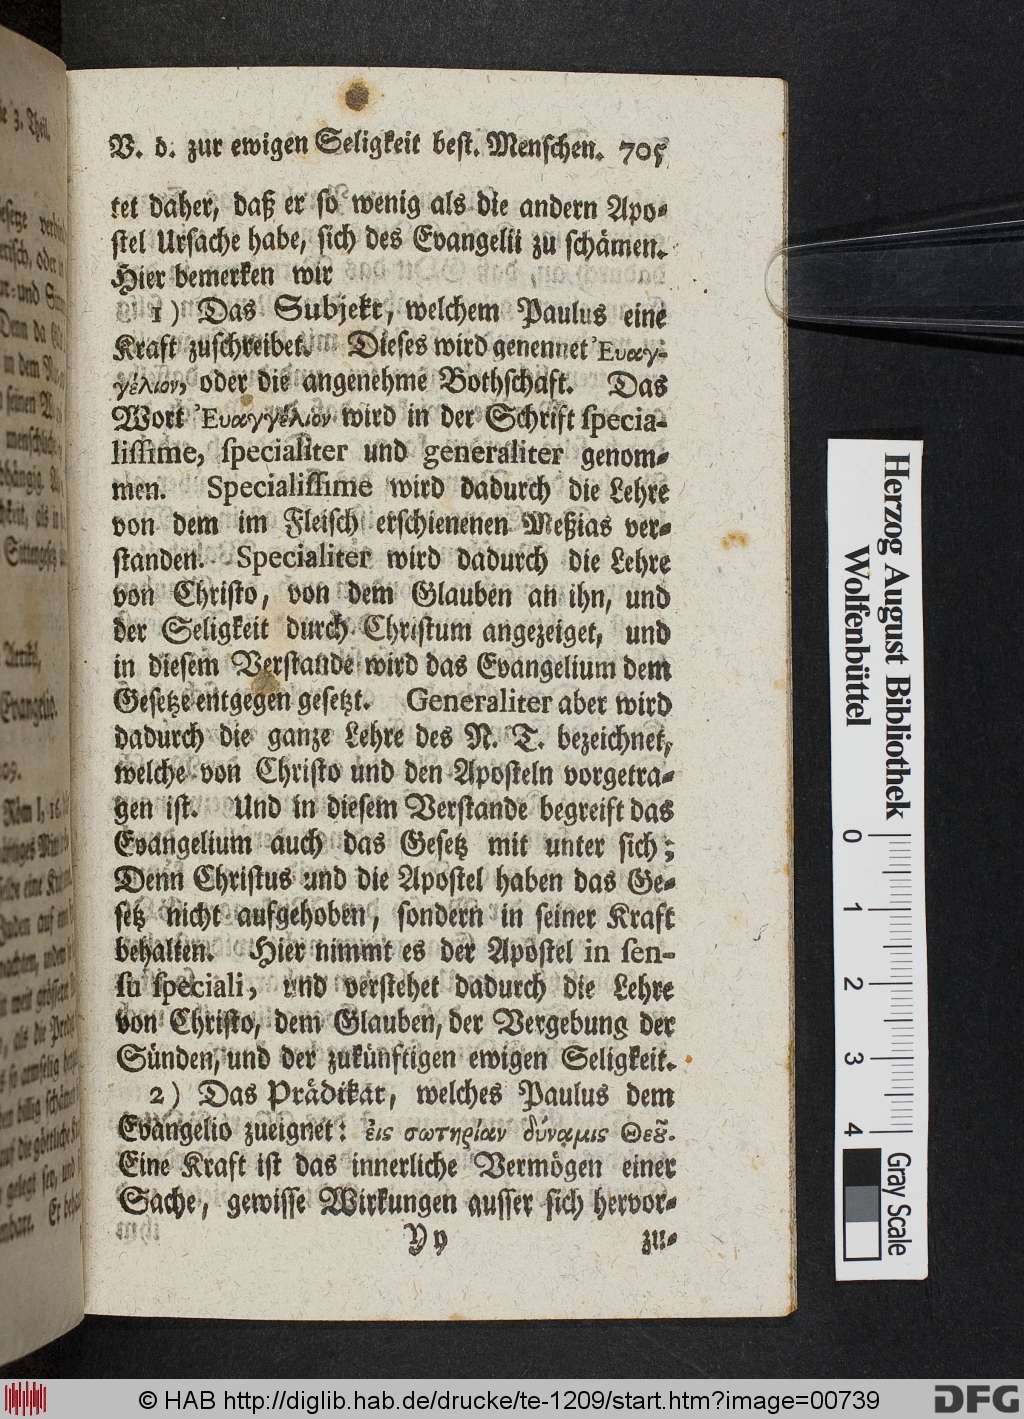 V. d. zur ewigen Seligkeit best. Menschen. 705
tet daher, daß er so wenig als die andern Apo-
stel Ursache habe, sich des Evangelii zu schämen.
Hier bemerken wir
1) Das Subjekt, welchem Paulus eine
Kraft zuschreibet. Dieses wird genennet Ἐυαγ-
γέλιον, oder die angenehme Bothschaft. Das
Wort Ἐυαγγέλιον wird in der Schrift specia-
lissime, specialiter und generaliter genom-
men. Specialissime wird dadurch die Lehre
von dem im Fleisch erschienenen Meßias ver-
standen. Specialiter wird dadurch die Lehre
von Christo, von dem Glauben an ihn, und
der Seligkeit durch Christum angezeiget, und
in diesem Verstande wird das Evangelium dem
Gesetze entgegen gesetzt. Generaliter aber wird
dadurch die ganze Lehre des N. T. bezeichnet,
welche von Christo und den Aposteln vorgetra-
gen ist. Und in diesem Verstande begreift das
Evangelium auch das Gesetz mit unter sich;
Denn Christus und die Apostel haben das Ge-
setz nicht aufgehoben, sondern in seiner Kraft
behalten. Hier nimmt es der Apostel in sen-
su speciali, und verstehet dadurch die Lehre
von Christo, dem Glauben, der Vergebung der
Sünden, und der zukünftigen ewigen Seligkeit.
2) Das Prädikat, welches Paulus dem
Evangelio zueignet: ἐις σωτηρίαν δύναμις Θεȣ͂.
Eine Kraft ist das innerliche Vermögen einer
Sache, gewisse Wirkungen ausser sich hervor-
Yy zu-
Herzog August Bibliothek
Wolfenbüttel
0 1 2 3 4
Gray Scale
© HAB http://diglib.hab.de/drucke/te-1209/start.htm?image=00739
DFG